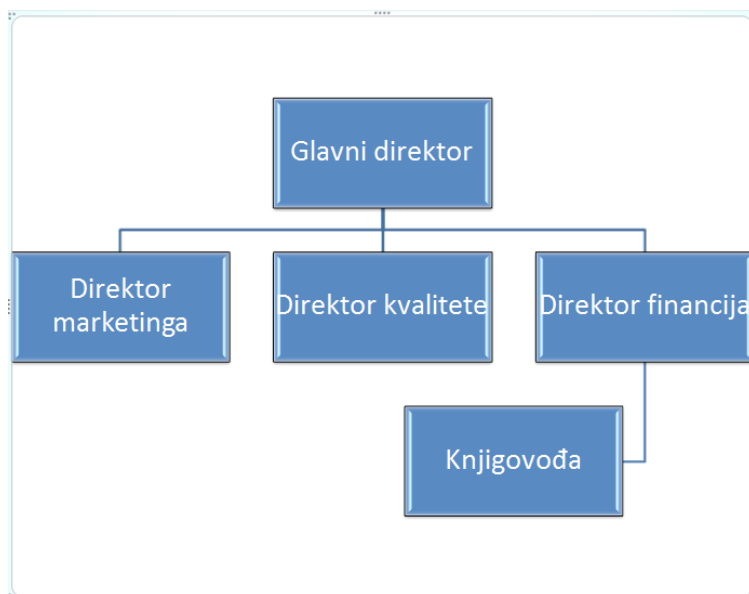 Glavni direktor
Direktor
marketinga
Direktor kvalitete
Direktor financija
Knjigovođa